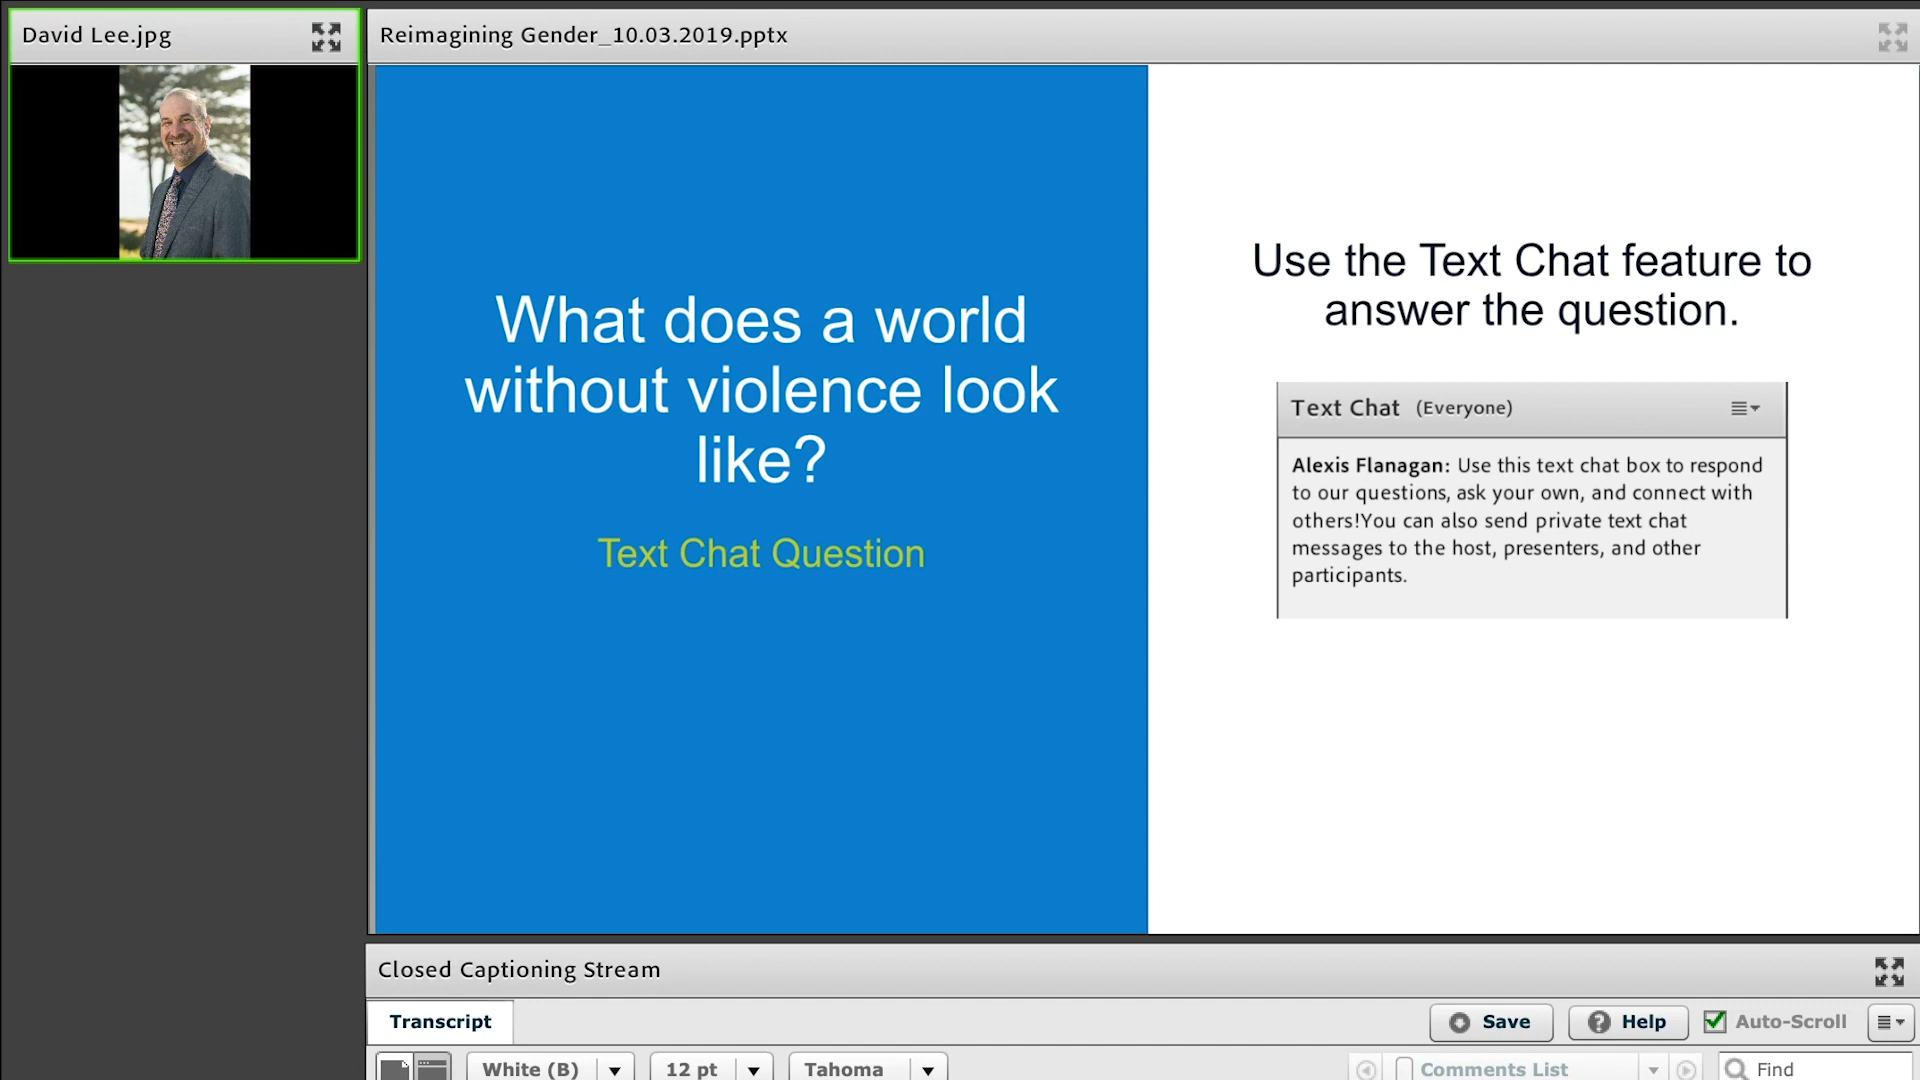 David Lee.jpg
Reimagining Gender_10.03.2019.pptx
What does a world
without violence look
like?
Text Chat Question
Use the Text Chat feature to
answer the question.
Text Chat (Everyone)
Alexis Flanagan: Use this text chat box to respond
to our questions, ask your own, and connect with
others!You can also send private text chat
messages to the host, presenters, and other
participants.
Closed Captioning Stream
Transcript
Save
Help
Auto-Scroll
White (B)
12 pt
Tahoma
Comments List
Find